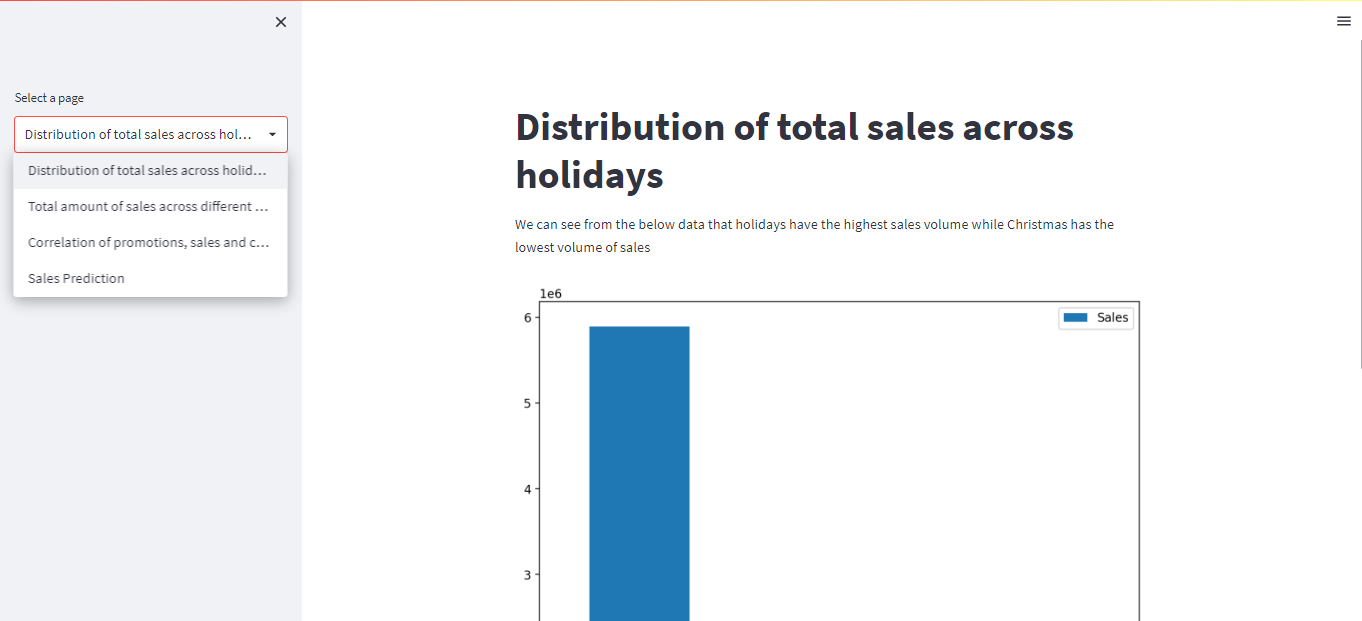 Select a page
Distribution of total sales across hol...
Distribution of total sales across holid...
Total amount of sales across different ...
Correlation of promotions, sales and c...
Sales Prediction
Distribution of total sales across
holidays
We can see from the below data that holidays have the highest sales volume while Christmas has the
lowest volume of sales
1e6
Sales
6
5
4
3